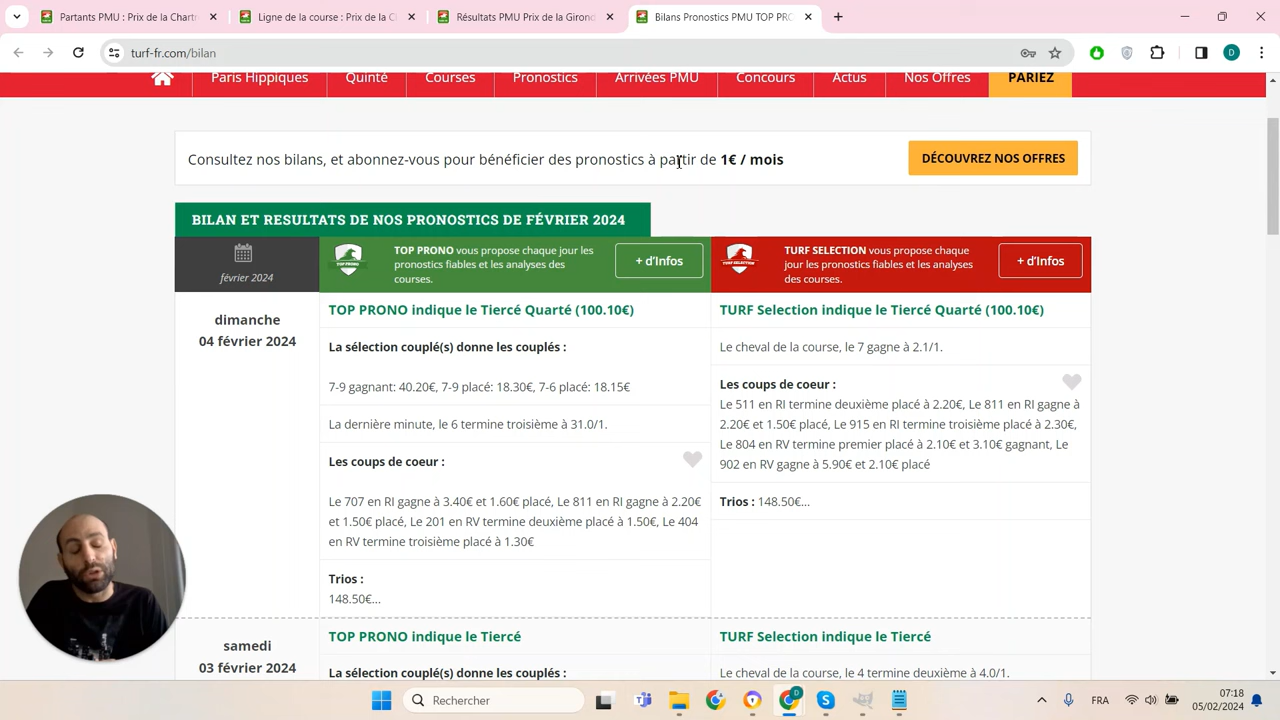 Partants PMU : Prix de la Chartr
Ligne de la course : Prix de la C
Résultats PMU Prix de la Girond
Bilans Pronostics PMU TOP PRO
turf-fr.com/bilan
D
Paris Hippiques
Quinté
Courses
Pronostics
Arrivées PMU
Concours
Actus
Nos Offres
PARIEZ
Consultez nos bilans, et abonnez-vous pour bénéficier des pronostics à partir de 1€ / mois
DÉCOUVREZ NOS OFFRES
BILAN ET RESULTATS DE NOS PRONOSTICS DE FÉVRIER 2024
février 2024
TOP PRONO
TOP PRONO vous propose chaque jour les
pronostics fiables et les analyses des
courses.
+ d'Infos
TURF SELECTION
TURF SELECTION vous propose chaque
jour les pronostics fiables et les analyses
des courses.
+ d'Infos
dimanche
04 février 2024
TOP PRONO indique le Tiercé Quarté (100.10€)
La sélection couplé(s) donne les couplés :
7-9 gagnant: 40.20€, 7-9 placé: 18.30€, 7-6 placé: 18.15€
La dernière minute, le 6 termine troisième à 31.0/1.
Les coups de coeur :
Le 707 en RI gagne à 3.40€ et 1.60€ placé, Le 811 en RI gagne à 2.20€
et 1.50€ placé, Le 201 en RV termine deuxième placé à 1.50€, Le 404
en RV termine troisième placé à 1.30€
Trios :
148.50€...
TURF Selection indique le Tiercé Quarté (100.10€)
Le cheval de la course, le 7 gagne à 2.1/1.
Les coups de coeur :
Le 511 en RI termine deuxième placé à 2.20€, Le 811 en RI gagne à
2.20€ et 1.50€ placé, Le 915 en RI termine troisième placé à 2.30€,
Le 804 en RV termine premier placé à 2.10€ et 3.10€ gagnant, Le
902 en RV gagne à 5.90€ et 2.10€ placé
Trios : 148.50€...
samedi
03 février 2024
TOP PRONO indique le Tiercé
La sélection couplé(s) donne les couplés :
TURF Selection indique le Tiercé
Le cheval de la course, le 4 termine deuxième à 4.0/1.
Rechercher
FRA
07:18
05/02/2024